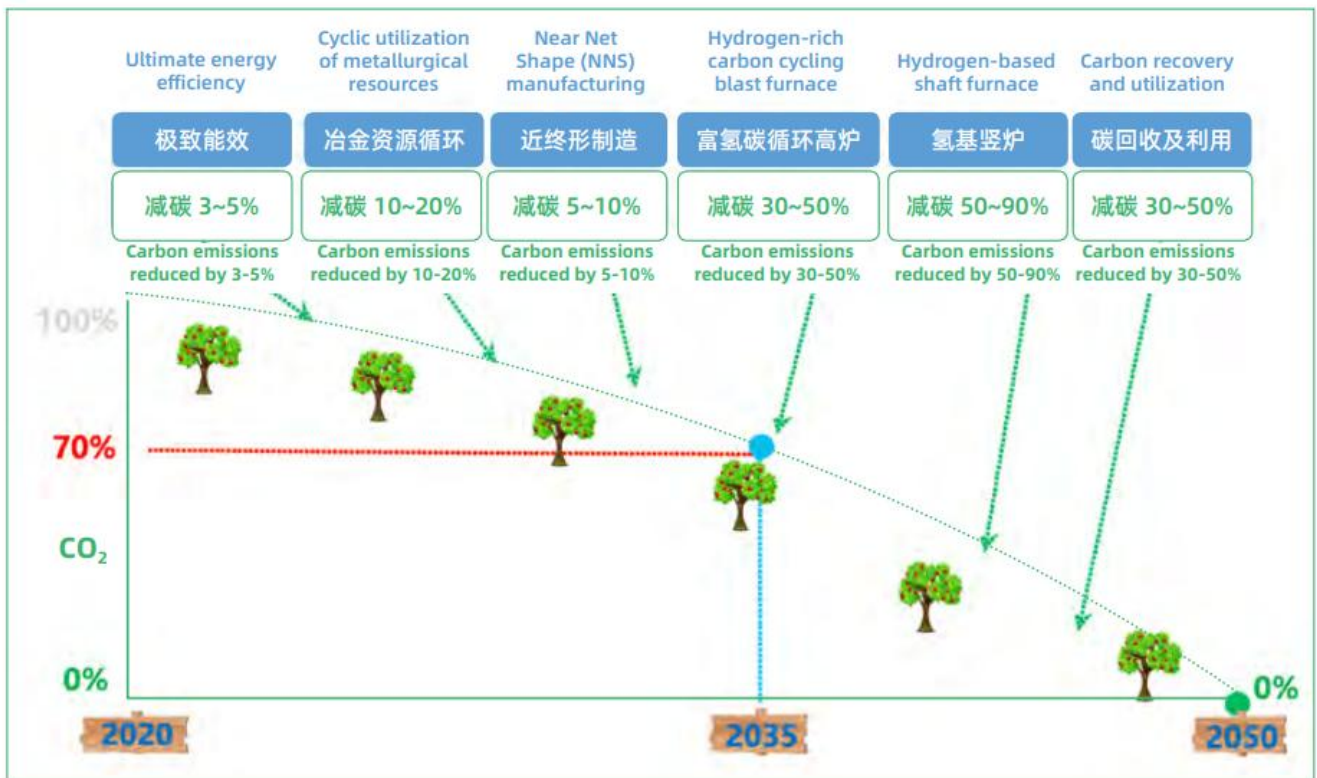 Ultimate energy
efficiency
Cyclic utilization
of metallurgical
resources
Near Net
Shape (NNS)
manufacturing
Hydrogen-rich
carbon cycling
blast furnace
Hydrogen-based
shaft furnace
Carbon recovery
and utilization
极致能效
冶金资源循环
近终形制造
富氢碳循环高炉
氢基竖炉
碳回收及利用
减碳 3~5%
减碳 10~20%
减碳 5~10%
减碳 30~50%
减碳 50~90%
减碳 30~50%
Carbon emissions
reduced by 3-5%
Carbon emissions
reduced by 10-20%
Carbon emissions
reduced by 5-10%
Carbon emissions
reduced by 30-50%
Carbon emissions
reduced by 50-90%
Carbon emissions
reduced by 30-50%
100%
70%
CO₂
0%
0%
2020
2035
2050